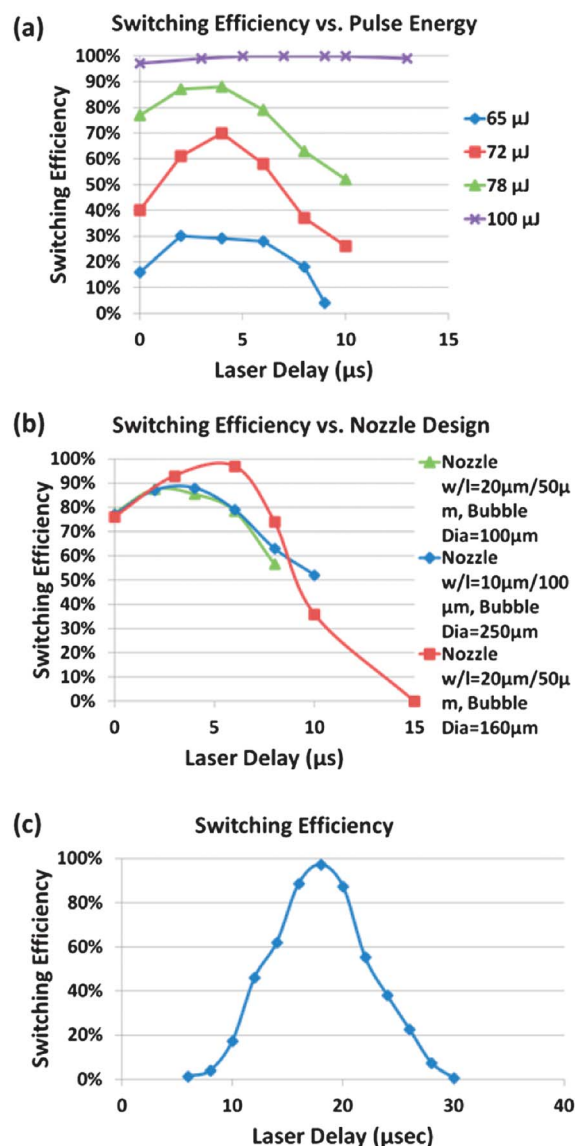 (a)
Switching Efficiency vs. Pulse Energy
100%
90%
80%
70%
60%
50%
40%
30%
20%
10%
0%
Switching Efficiency
0
5
10
15
Laser Delay (µs)
65 µJ
72 µJ
78 µJ
100 µJ
(b)
Switching Efficiency vs. Nozzle Design
100%
90%
80%
70%
60%
50%
40%
30%
20%
10%
0%
Switching Efficiency
0
5
10
15
Laser Delay (µs)
Nozzle
w/l=20µm/50µ
m, Bubble
Dia=100µm
Nozzle
w/l=10µm/100
µm, Bubble
Dia=250µm
Nozzle
w/l=20µm/50µ
m, Bubble
Dia=160µm
(c)
Switching Efficiency
100%
80%
60%
40%
20%
0%
Switching Efficiency
0
10
20
30
40
Laser Delay (µsec)